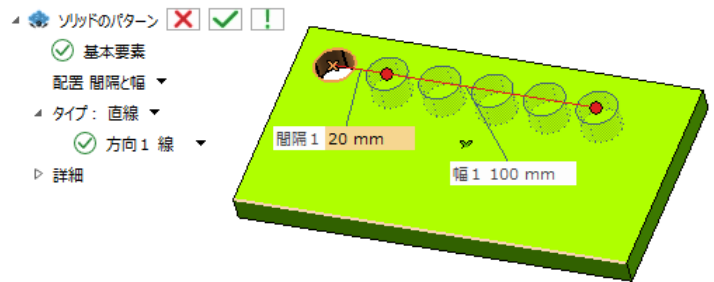 ソリッドのパターン
基本要素
配置 間隔と幅
タイプ： 直線
方向1 線
詳細
間隔1 20 mm
幅1 100 mm